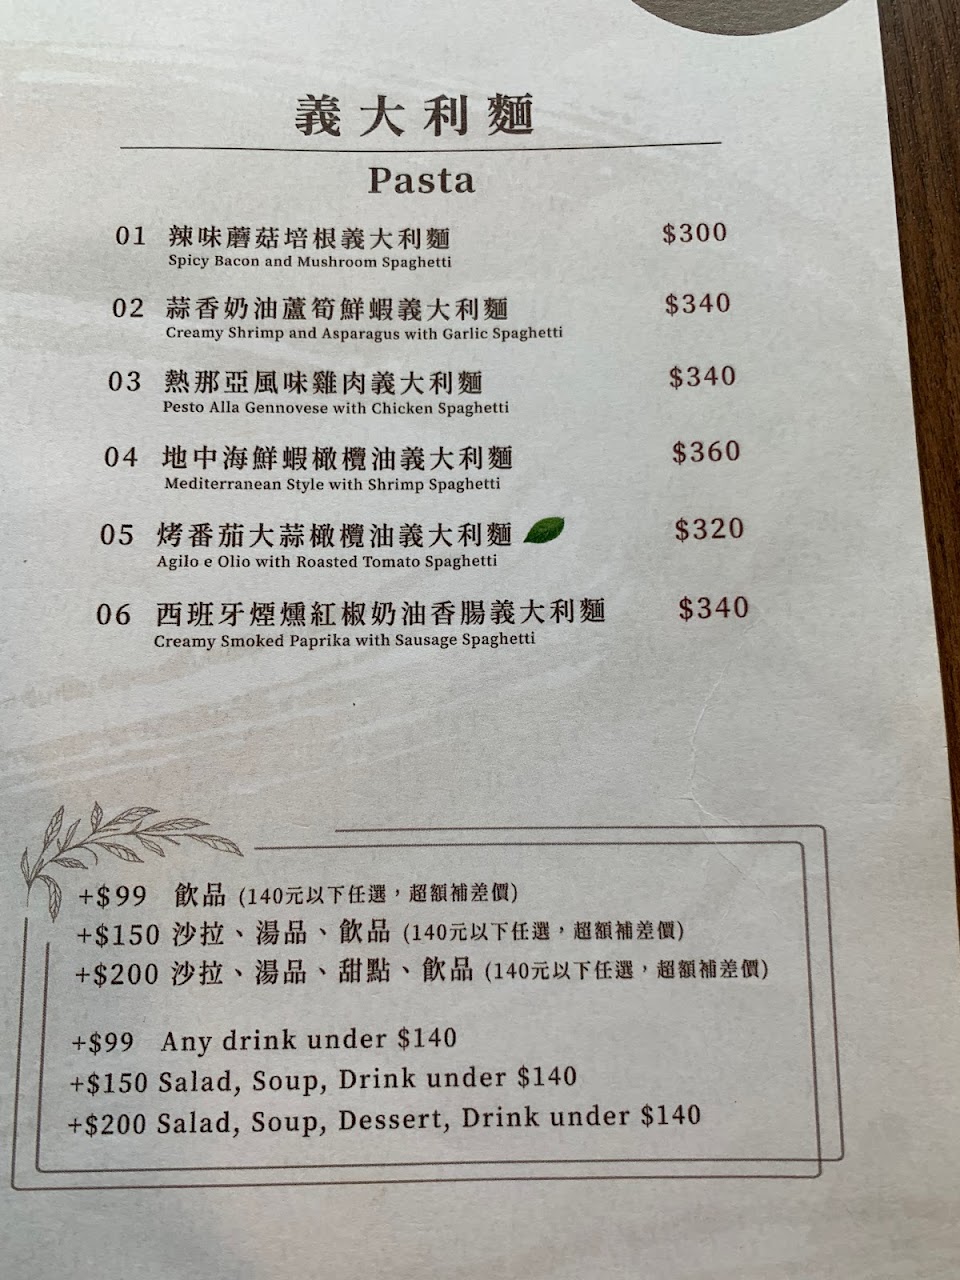 義大利麵
Pasta
01 辣味蘑菇培根義大利麵 $300
Spicy Bacon and Mushroom Spaghetti
02 蒜香奶油蘆筍鮮蝦義大利麵 $340
Creamy Shrimp and Asparagus with Garlic Spaghetti
03 熱那亞風味雞肉義大利麵 $340
Pesto Alla Gennovese with Chicken Spaghetti
04 地中海鮮蝦橄欖油義大利麵 $360
Mediterranean Style with Shrimp Spaghetti
05 烤番茄大蒜橄欖油義大利麵 $320
Agilo e Olio with Roasted Tomato Spaghetti
06 西班牙煙燻紅椒奶油香腸義大利麵 $340
Creamy Smoked Paprika with Sausage Spaghetti
+$99 飲品 (140元以下任選，超額補差價)
+$150 沙拉、湯品、飲品 (140元以下任選，超額補差價)
+$200 沙拉、湯品、甜點、飲品 (140元以下任選，超額補差價)
+$99 Any drink under $140
+$150 Salad, Soup, Drink under $140
+$200 Salad, Soup, Dessert, Drink under $140